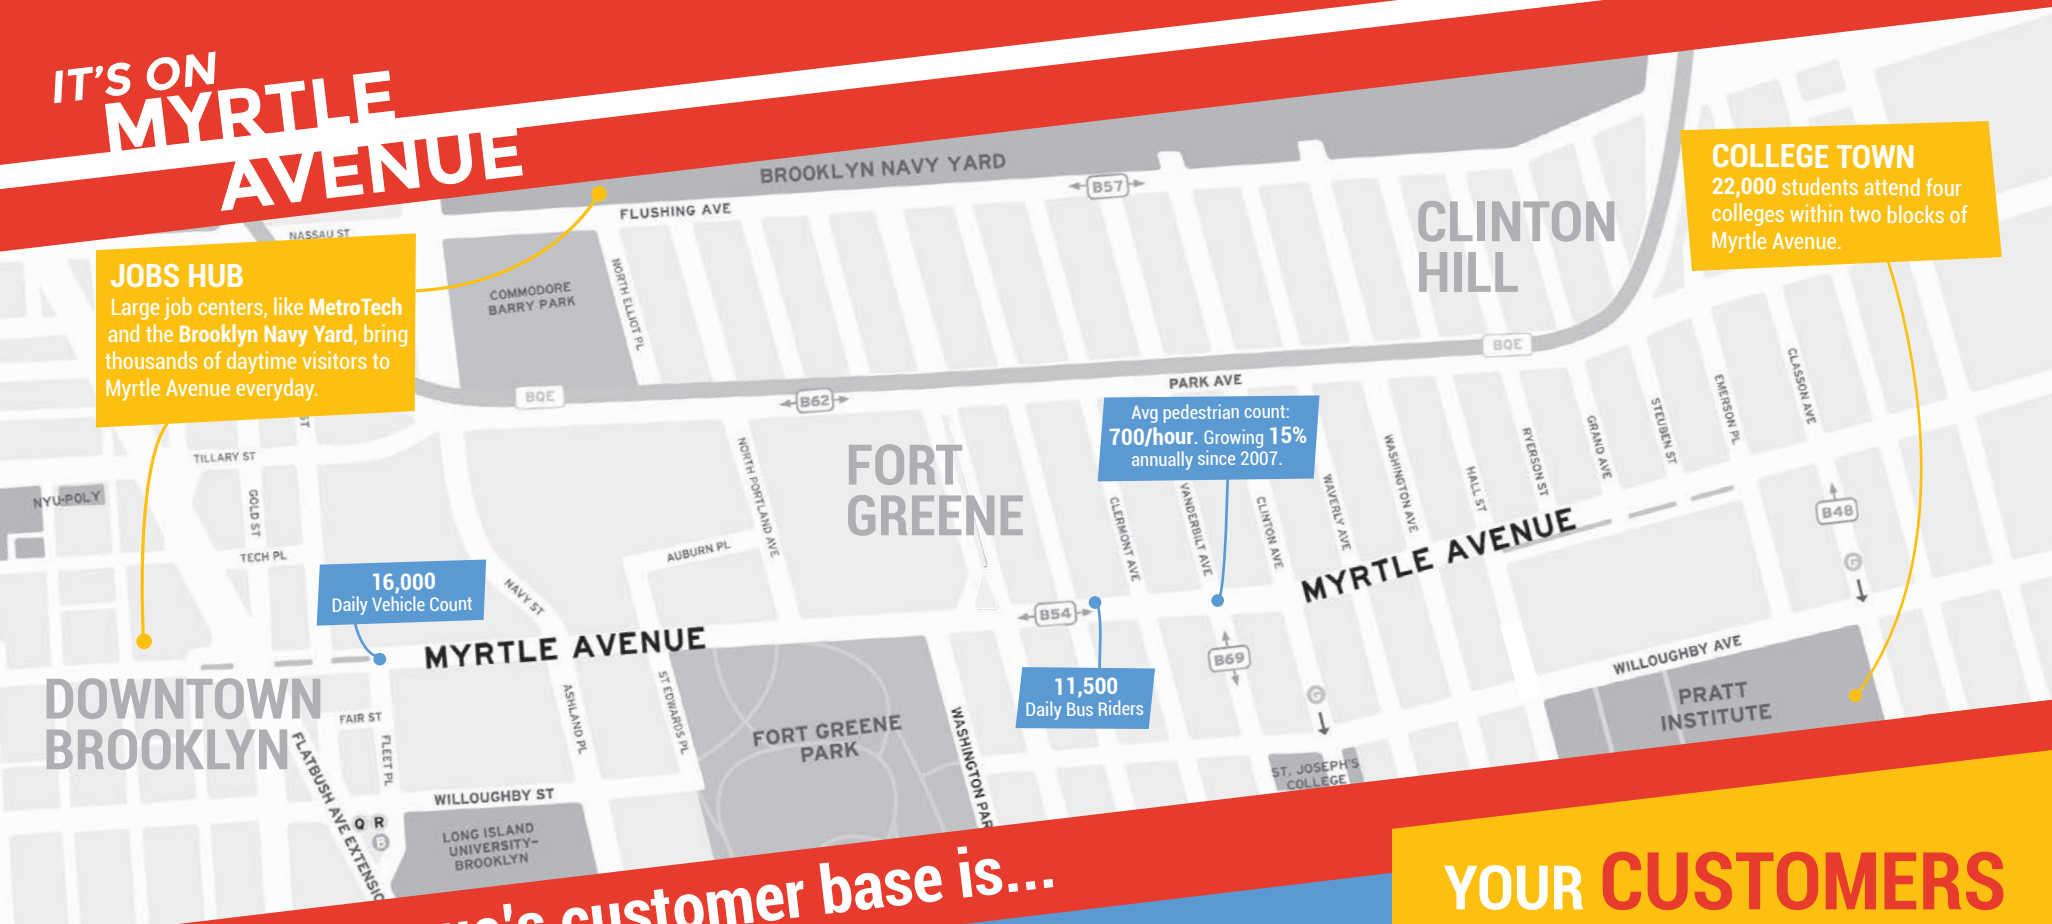 IT'S ON
MYRTLE
AVENUE
BROOKLYN NAVY YARD
B57
FLUSHING AVE
NASSAU ST
COLLEGE TOWN
22,000 students attend four
colleges within two blocks of
Myrtle Avenue.
CLINTON
HILL
JOBS HUB
Large job centers, like MetroTech
and the Brooklyn Navy Yard, bring
thousands of daytime visitors to
Myrtle Avenue everyday.
COMMODORE
BARRY PARK
NORTH ELLIOT PL
BQE
BQE
PARK AVE
B62
ST
TILLARY ST
NYU-POLY
GOLD ST
TECH PL
Avg pedestrian count:
700/hour. Growing 15%
annually since 2007.
FORT
GREENE
NORTH PORTLAND AVE
AUBURN PL
NAVY ST
CLERMONT AVE
VANDERBILT AVE
CLINTON AVE
WAVERLY AVE
WASHINGTON AVE
HALL ST
RYERSON ST
GRAND AVE
STEUBEN ST
EMERSON PL
CLASSON AVE
B48
G
16,000
Daily Vehicle Count
MYRTLE AVENUE
MYRTLE AVENUE
B54
B69
G
11,500
Daily Bus Riders
WILLOUGHBY AVE
PRATT
INSTITUTE
DOWNTOWN
BROOKLYN
FAIR ST
FLEET PL
FLATBUSH AVE EXTENSIO
ASHLAND PL
ST EDWARDS PL
FORT GREENE
PARK
WASHINGTON PAR
ST. JOSEPH'S
COLLEGE
WILLOUGHBY ST
Q R
B
LONG ISLAND
UNIVERSITY-
BROOKLYN
customer base is...
YOUR CUSTOMERS